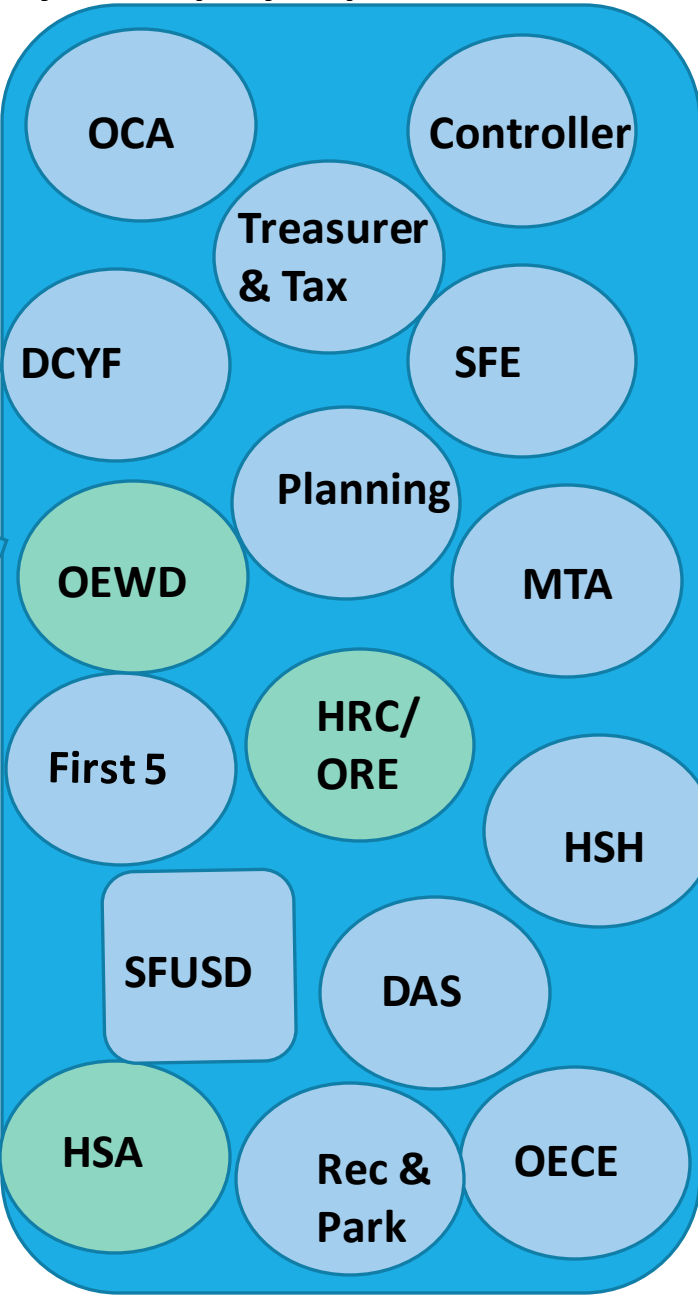 OCA
Controller
Treasurer
& Tax
DCYF
SFE
Planning
OEWD
MTA
HRC/
ORE
First 5
HSH
SFUSD
DAS
HSA
Rec &
Park
OECE